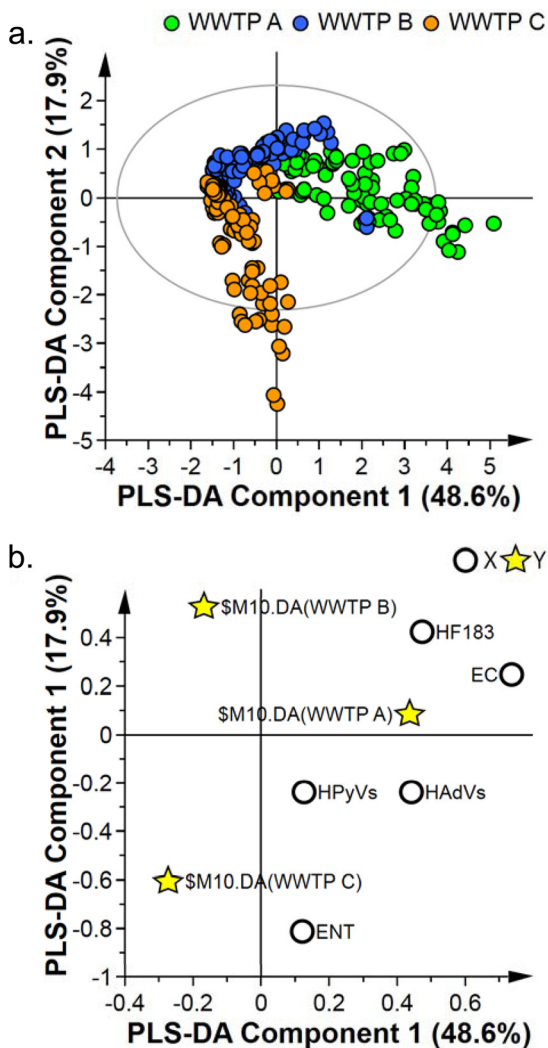 a.
WWTP A WWTP B WWTP C
PLS-DA Component 2 (17.9%)
2
1
0
-1
-2
-3
-4
-5
-4 -3 -2 -1 0 1 2 3 4 5
PLS-DA Component 1 (48.6%)
b.
X Y
PLS-DA Component 1 (17.9%)
$M10.DA(WWTP B)
HF183
EC
$M10.DA(WWTP A)
HPyVs HAdVs
$M10.DA(WWTP C)
ENT
0.4
0.2
0
-0.2
-0.4
-0.6
-0.8
-1
-0.4 -0.2 0 0.2 0.4 0.6
PLS-DA Component 1 (48.6%)